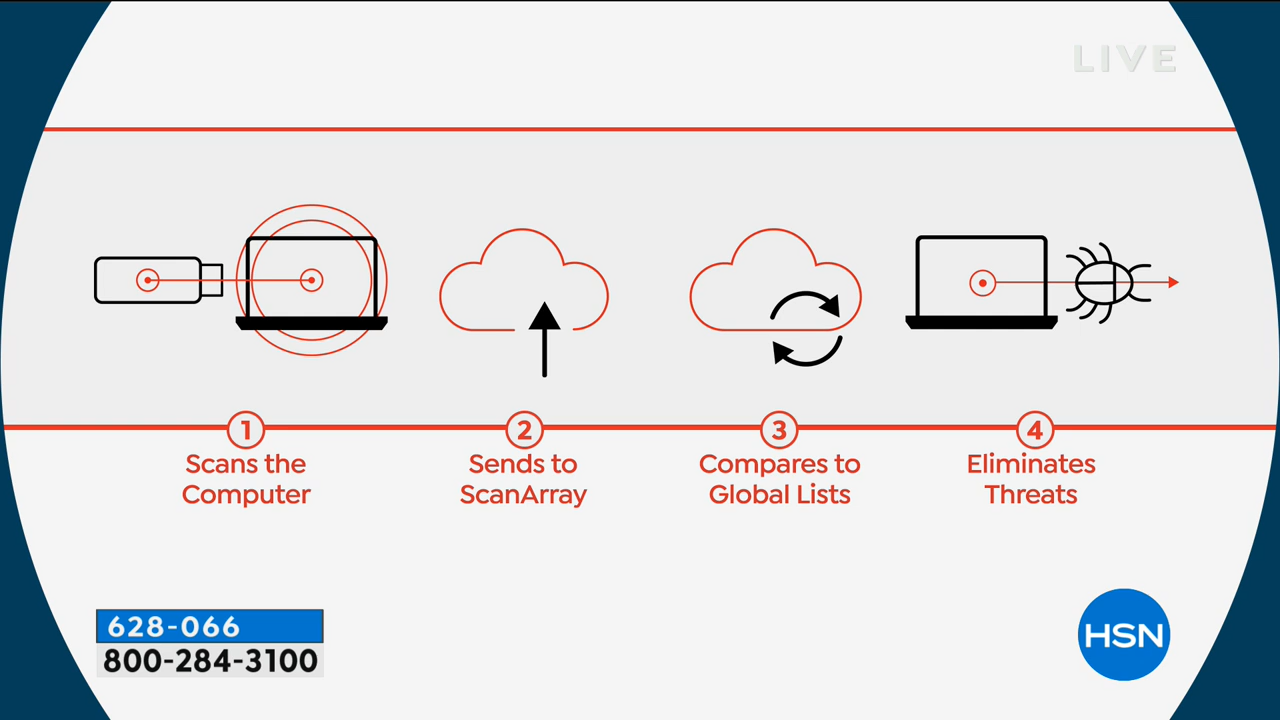 LIVE
1
Scans the
Computer
2
Sends to
ScanArray
3
Compares to
Global Lists
4
Eliminates
Threats
628-066
800-284-3100
HSN